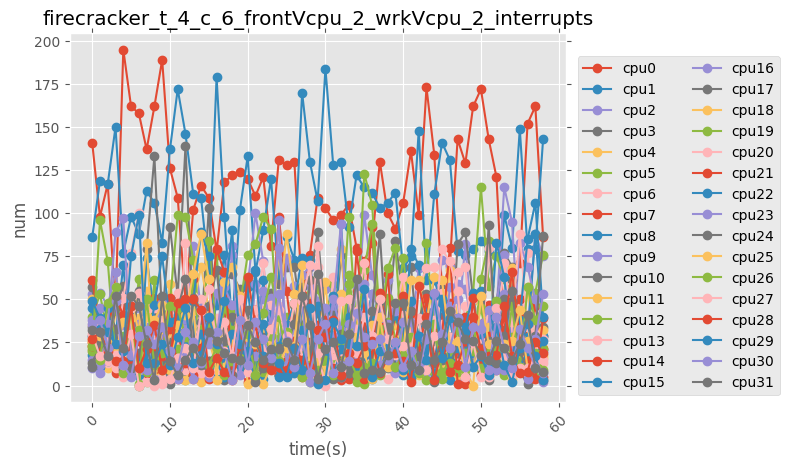 firecracker_t_4_c_6_frontVcpu_2_wrkVcpu_2_interrupts
200
175
150
125
100
75
50
25
0
num
0
10
20
30
40
50
60
time(s)
cpu0
cpu1
cpu2
cpu3
cpu4
cpu5
cpu6
cpu7
cpu8
cpu9
cpu10
cpu11
cpu12
cpu13
cpu14
cpu15
cpu16
cpu17
cpu18
cpu19
cpu20
cpu21
cpu22
cpu23
cpu24
cpu25
cpu26
cpu27
cpu28
cpu29
cpu30
cpu31